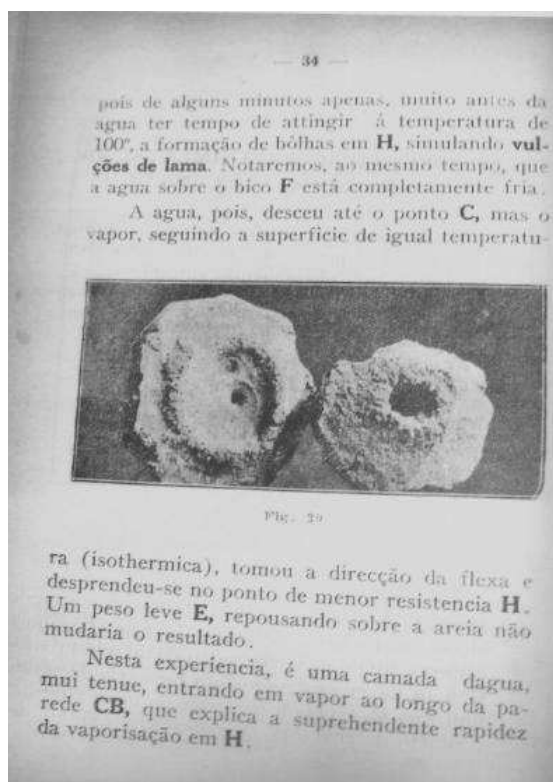 — 34 —
pois de alguns minutos apenas, muito antes da
agua ter tempo de attingir á temperatura de
100º, a formação de bôlhas em H, simulando vul-
cões de lama. Notaremos, ao mesmo tempo, que
a agua sobre o bico F está completamente fria.
A agua, pois, desceu até o ponto C, mas o
vapor, seguindo a superficie de igual temperatu-
Fig. 39
ra (isothermica), tomou a direcção da flexa e
desprendeu-se no ponto de menor resistencia H.
Um peso leve E, repousando sobre a areia não
mudaria o resultado.
Nesta experiencia, é uma camada dagua,
mui tenue, entrando em vapor ao longo da pa-
rede CB, que explica a suprehendente rapidez
da vaporisação em H.